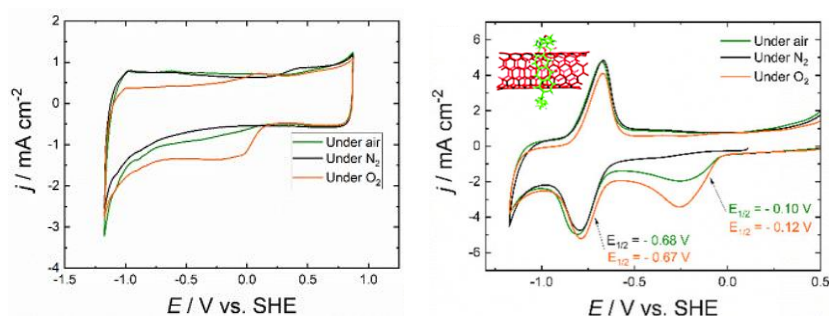 2
1
0
-1
-2
-3
-4
-1.5
-1.0
-0.5
0.0
0.5
1.0
j / mA cm⁻²
E / V vs. SHE
Under air
Under N₂
Under O₂
6
4
2
0
-2
-4
-6
-1.0
-0.5
0.0
0.5
j / mA cm⁻²
E / V vs. SHE
Under air
Under N₂
Under O₂
E₁/₂ = - 0.10 V
E₁/₂ = - 0.12 V
E₁/₂ = - 0.68 V
E₁/₂ = - 0.67 V